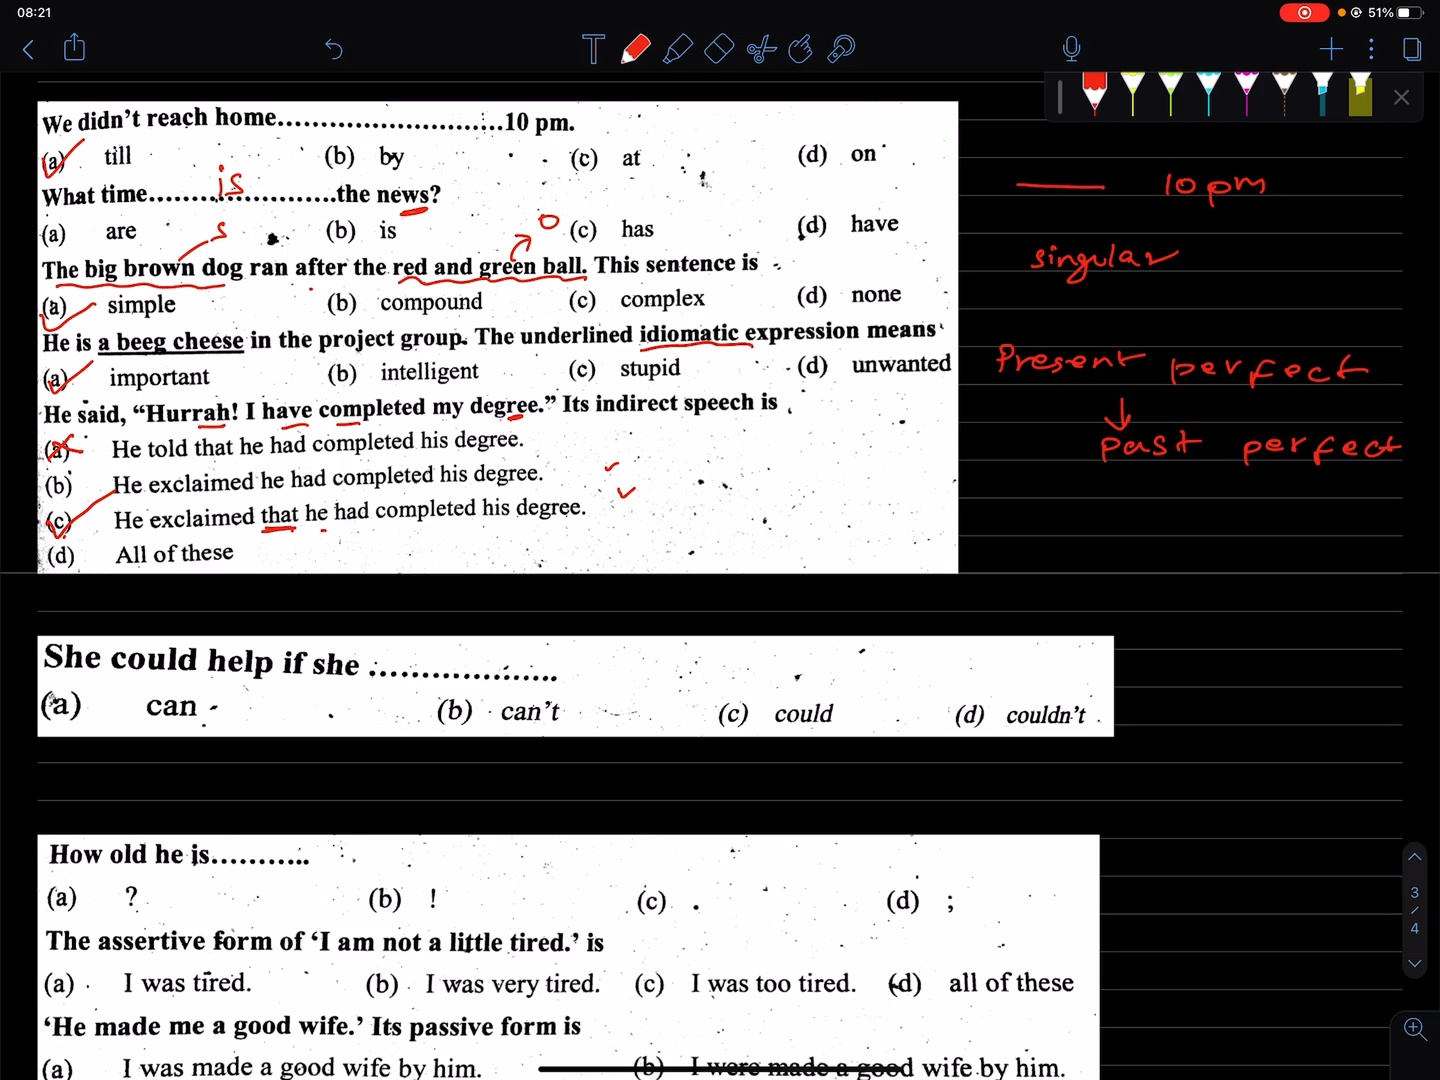 08:21
51%
We didn't reach home..........................10 pm.
(a) till (b) by (c) at (d) on
What time.......is..............the news?
(a) are s (b) is o (c) has (d) have
The big brown dog ran after the red and green ball. This sentence is
(a) simple (b) compound (c) complex (d) none
He is a beeg cheese in the project group. The underlined idiomatic expression means
(a) important (b) intelligent (c) stupid (d) unwanted
He said, “Hurrah! I have completed my degree.” Its indirect speech is
(a) He told that he had completed his degree.
(b) He exclaimed he had completed his degree.
(c) He exclaimed that he had completed his degree.
(d) All of these
10 pm
singular
Present perfect
past perfect
She could help if she ....................
(a) can (b) can't (c) could (d) couldn't
How old he is...........
(a) ? (b) ! (c) . (d) ;
The assertive form of ‘I am not a little tired.’ is
(a) I was tired. (b) I was very tired. (c) I was too tired. (d) all of these
‘He made me a good wife.’ Its passive form is
(a) I was made a good wife by him. (b) I were made a good wife by him.
3
/
4